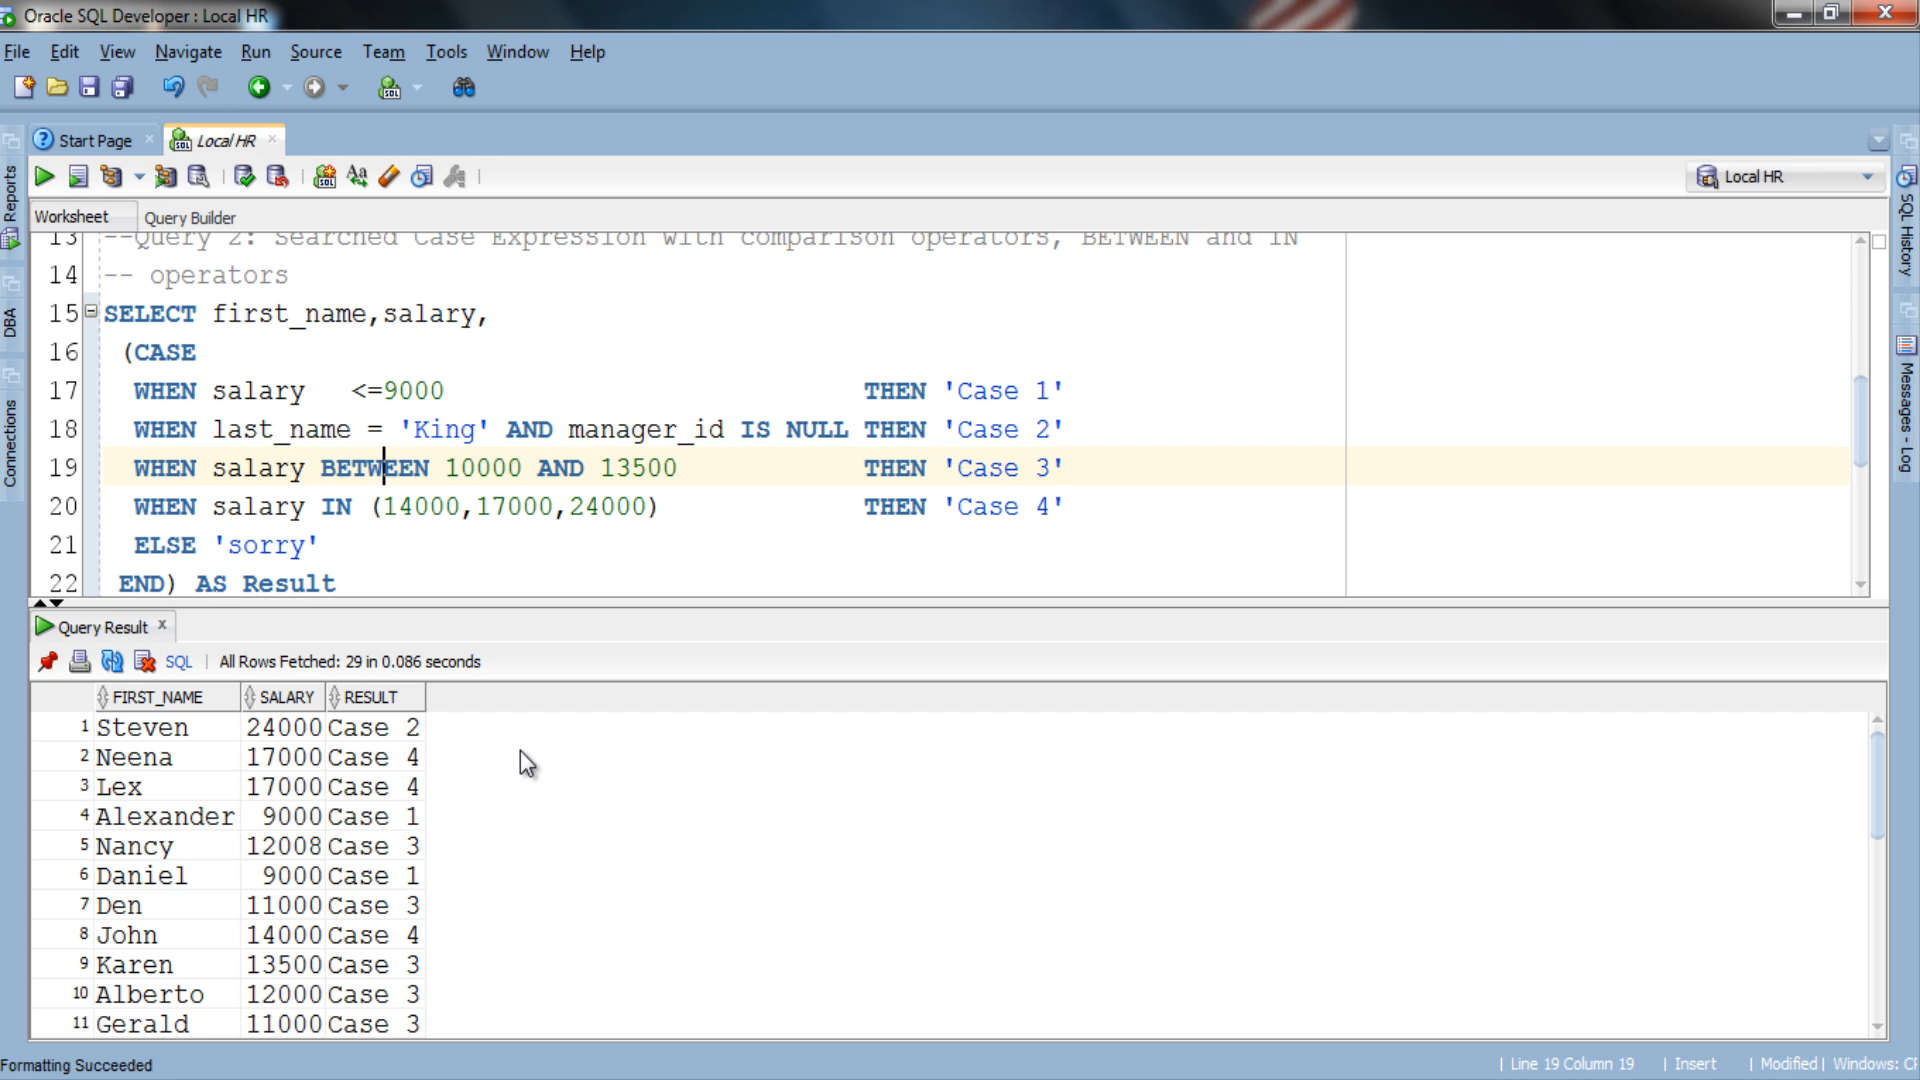 Oracle SQL Developer : Local HR
File Edit View Navigate Run Source Team Tools Window Help
Start Page Local HR
Local HR
Worksheet Query Builder
13 --Query 2: Searched Case Expression with comparison operators, BETWEEN and IN
14 -- operators
15 SELECT first_name,salary,
16 (CASE
17 WHEN salary <=9000 THEN 'Case 1'
18 WHEN last_name = 'King' AND manager_id IS NULL THEN 'Case 2'
19 WHEN salary BETWEEN 10000 AND 13500 THEN 'Case 3'
20 WHEN salary IN (14000,17000,24000) THEN 'Case 4'
21 ELSE 'sorry'
22 END) AS Result
Query Result
SQL | All Rows Fetched: 29 in 0.086 seconds
FIRST_NAME SALARY RESULT
1 Steven 24000 Case 2
2 Neena 17000 Case 4
3 Lex 17000 Case 4
4 Alexander 9000 Case 1
5 Nancy 12008 Case 3
6 Daniel 9000 Case 1
7 Den 11000 Case 3
8 John 14000 Case 4
9 Karen 13500 Case 3
10 Alberto 12000 Case 3
11 Gerald 11000 Case 3
Formatting Succeeded
| Line 19 Column 19 | Insert | Modified | Windows: CR
Reports
DBA
Connections
SQL History
Messages - Log